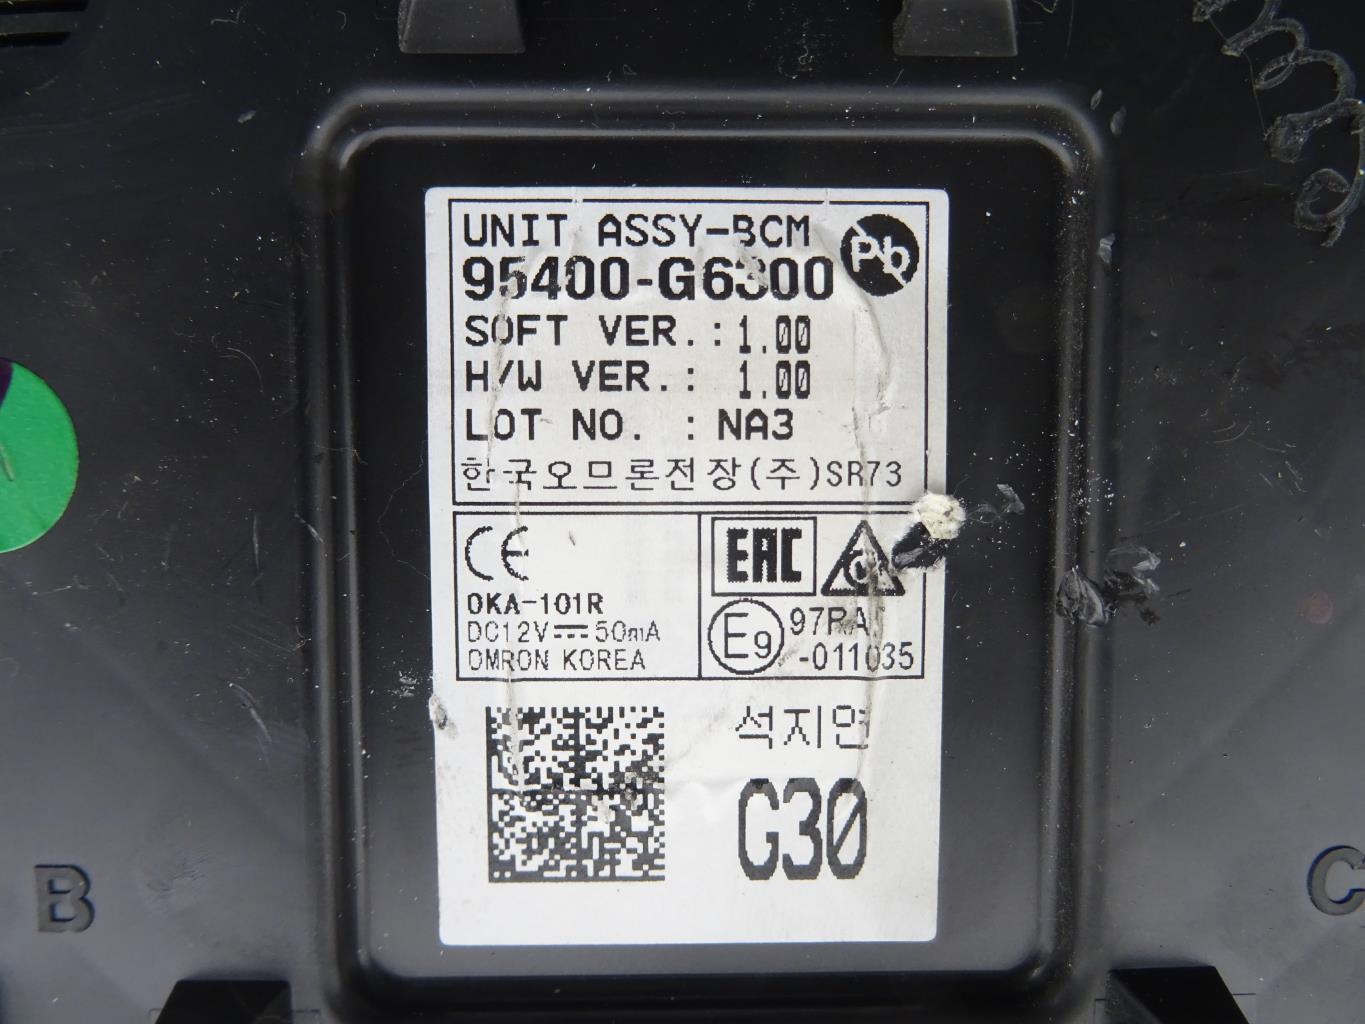 UNIT ASSY-BCM
Pb
95400-G6300
SOFT VER. : 1.00
H/W VER. : 1.00
LOT NO. : NA3
한국오므론전장(주)SR73
CE
EAC
OKA-101R
DC12V 50mA
OMRON KOREA
E9
97RA
-011035
석지연
G30
B
C